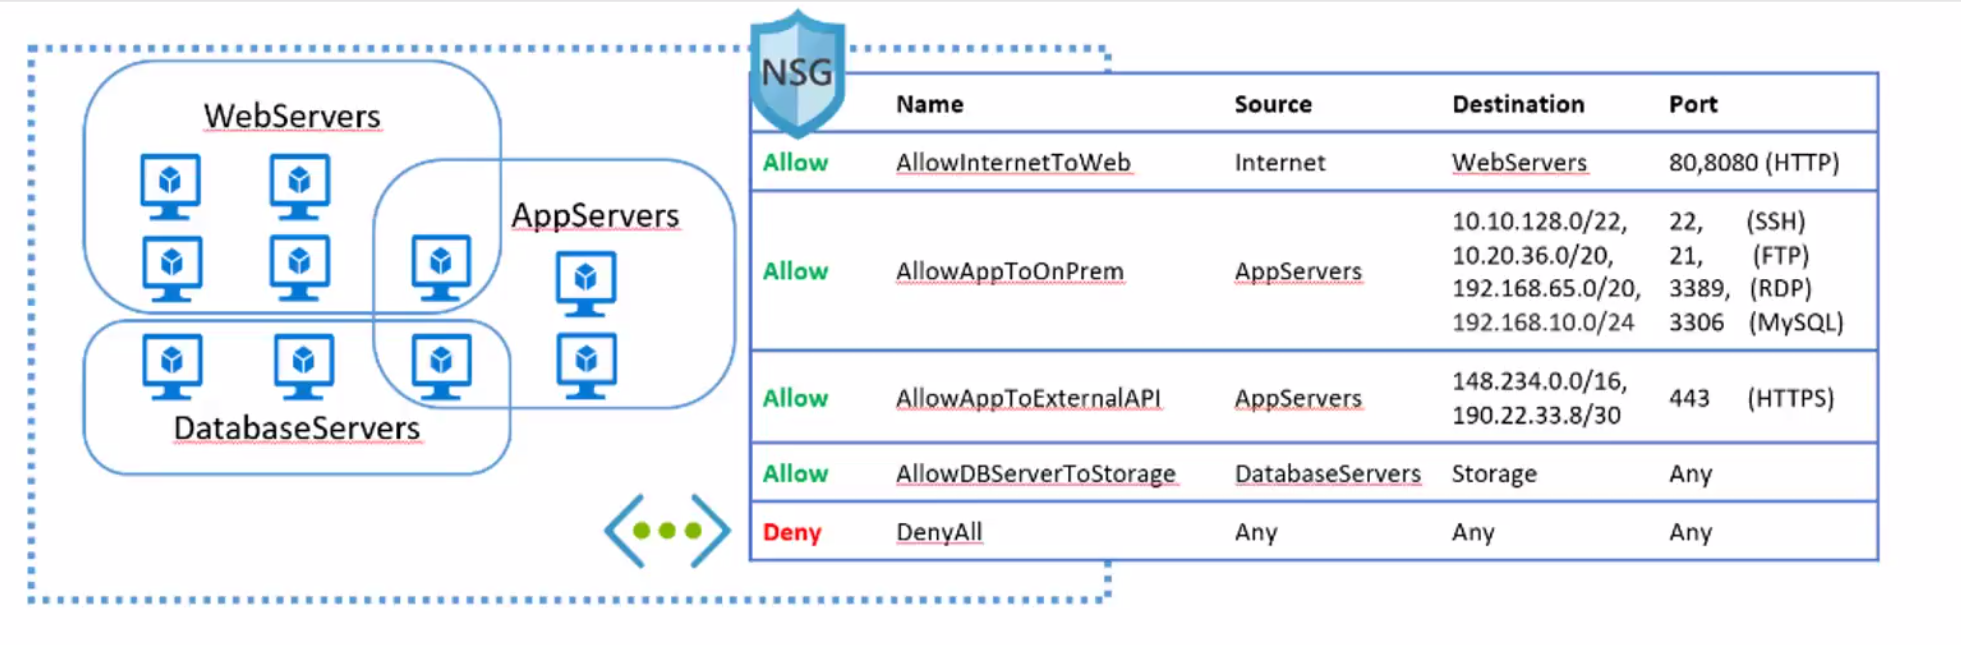 WebServers
AppServers
DatabaseServers
NSG
Name Source Destination Port
Allow AllowInternetToWeb Internet WebServers 80,8080 (HTTP)
Allow AllowAppToOnPrem AppServers 10.10.128.0/22, 22, (SSH)
10.20.36.0/20, 21, (FTP)
192.168.65.0/20, 3389, (RDP)
192.168.10.0/24 3306 (MySQL)
Allow AllowAppToExternalAPI AppServers 148.234.0.0/16, 443 (HTTPS)
190.22.33.8/30
Allow AllowDBServerToStorage DatabaseServers Storage Any
Deny DenyAll Any Any Any